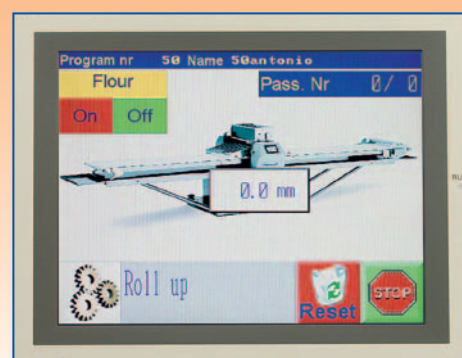 Program nr 50 Name 50antonio
Flour
Pass. Nr 0/ 0
On Off
0.0 mm
Roll up
Reset
STOP